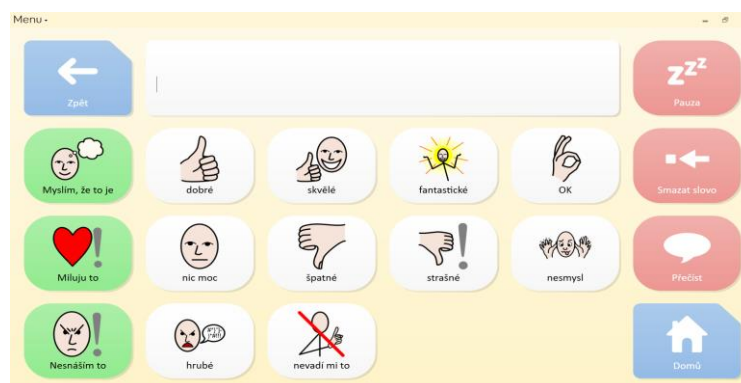 Menu
Zpět
zzz
Pauza
Myslím, že to je
dobré
skvělé
fantastické
OK
Smazat slovo
Miluju to
nic moc
špatné
strašné
nesmysl
Přečíst
Nesnáším to
hrubé
nevadí mi to
Domů